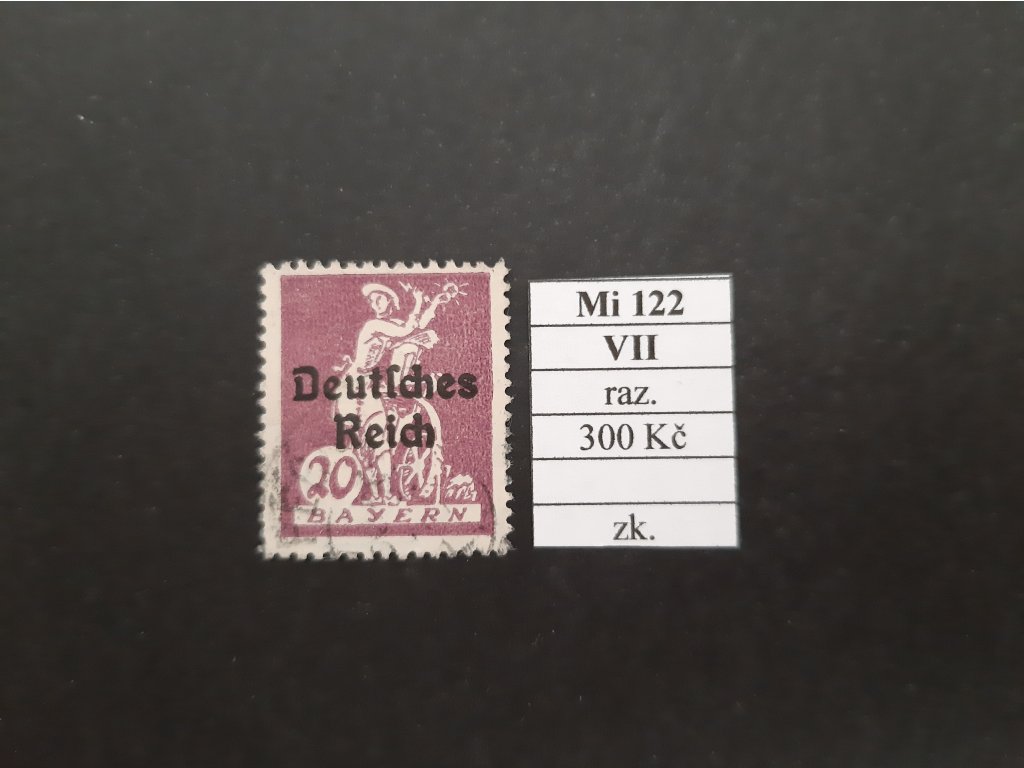 Deutſches
Reich
20
BAYERN
Mi 122
VII
raz.
300 Kč
zk.